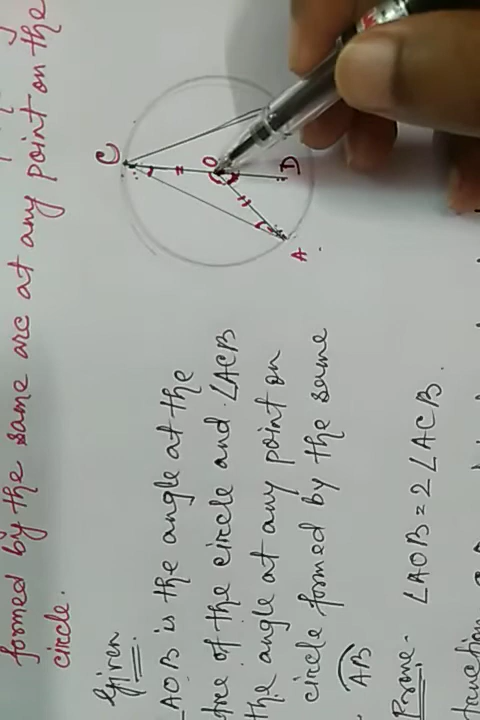 formed by the same arc at any point on the
circle.
Given
AOB is the angle at the
of the circle and ∠ACB
the angle at any point on
circle formed by the same
AB
Prove - ∠AOB = 2∠ACB.
C
O
D
A